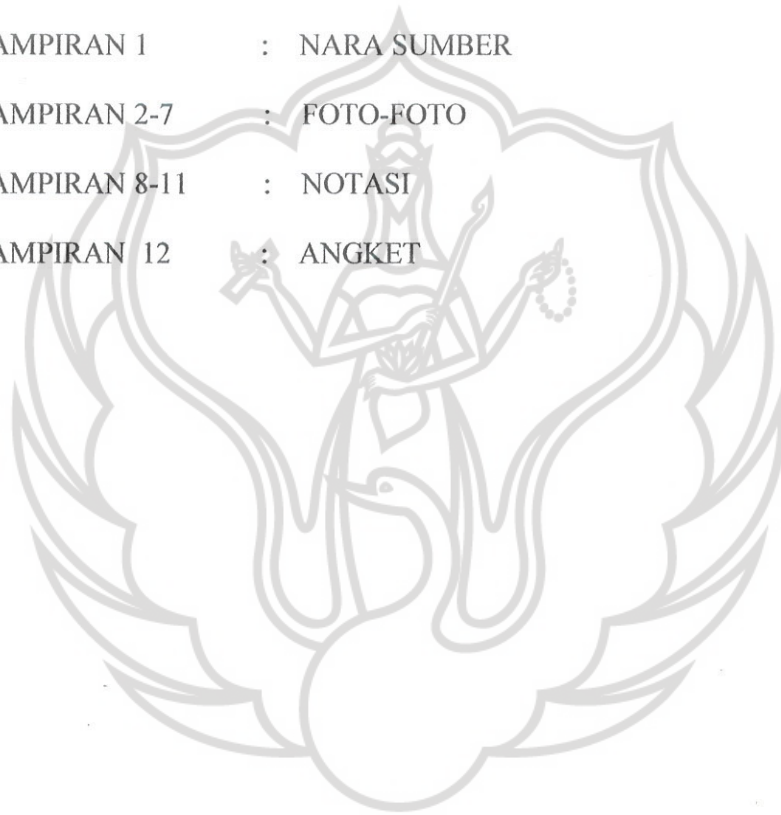 AMPIRAN 1 : NARA SUMBER
AMPIRAN 2-7 : FOTO-FOTO
AMPIRAN 8-11 : NOTASI
AMPIRAN 12 : ANGKET